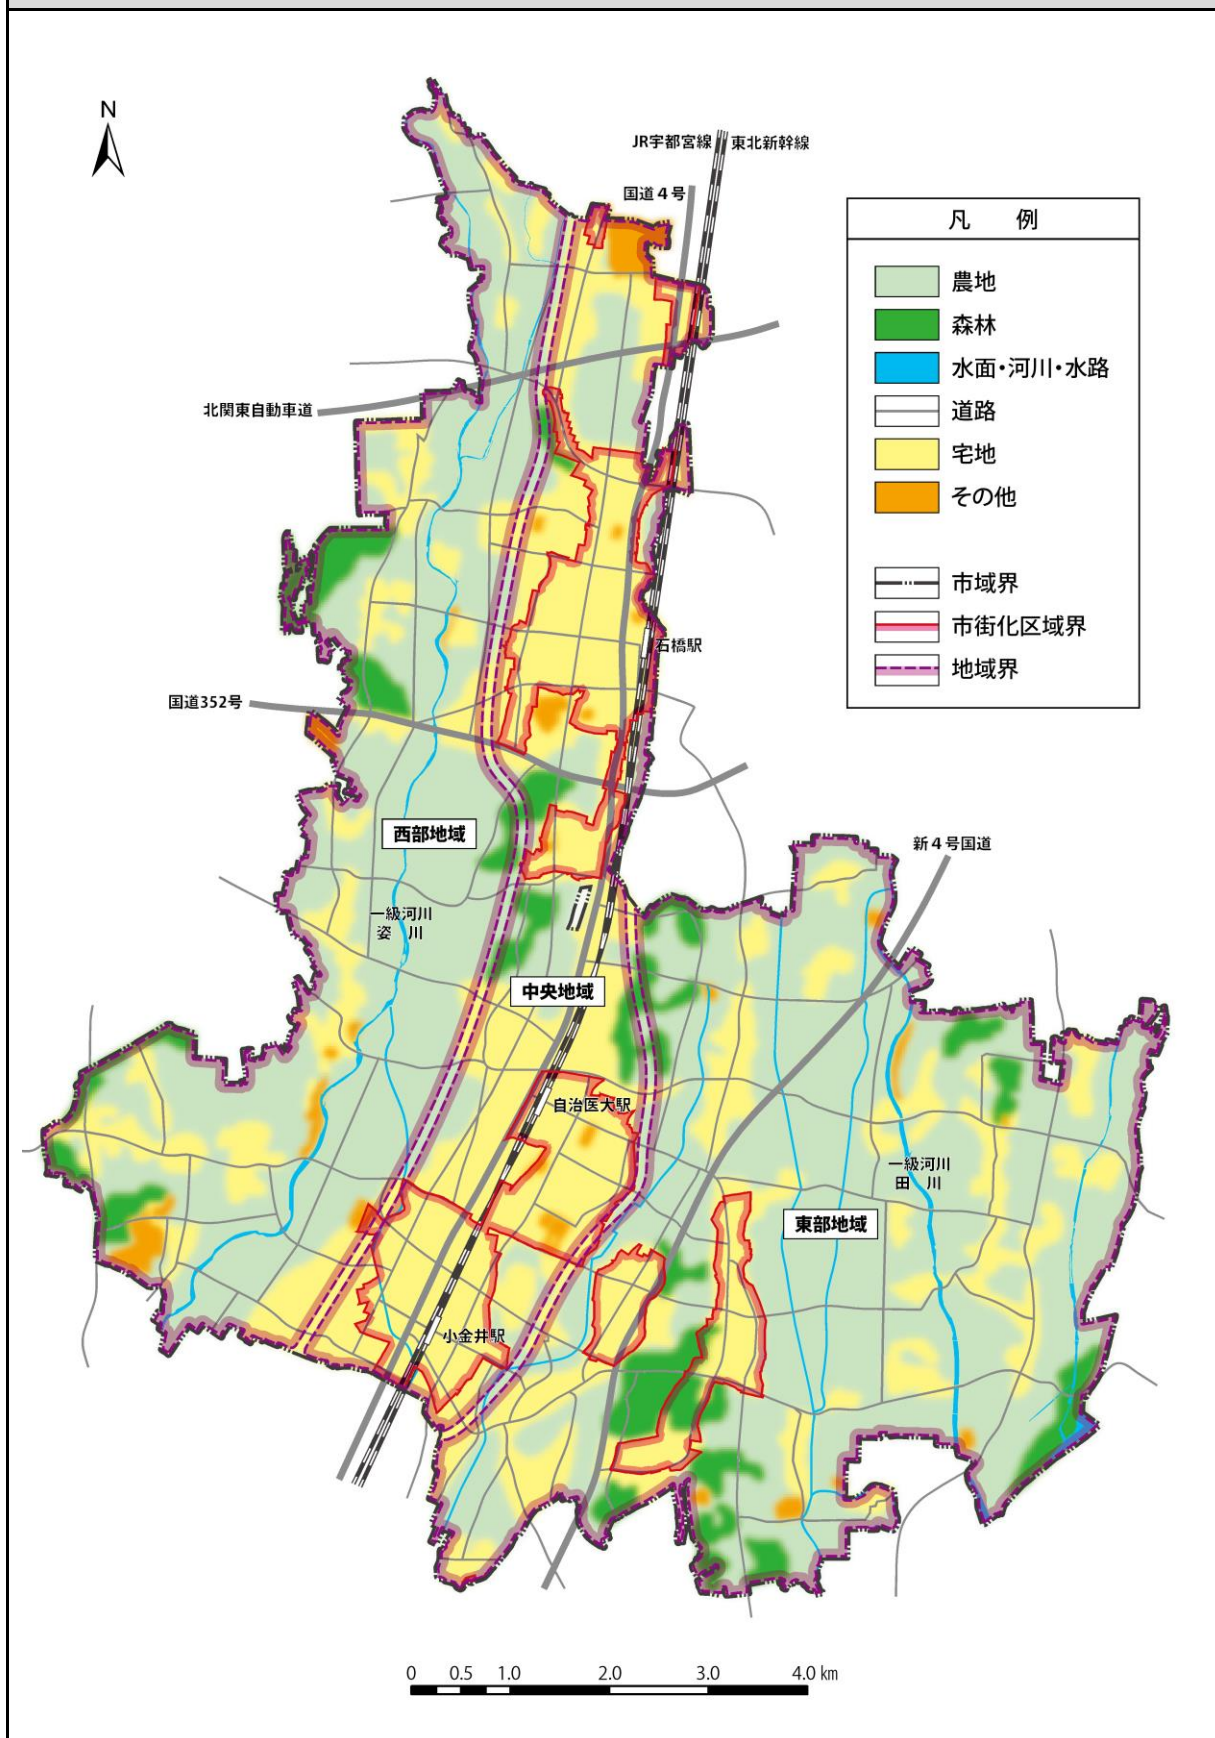 N
JR宇都宮線
東北新幹線
国道4号
凡 例
農地
森林
水面・河川・水路
道路
宅地
その他
市域界
市街化区域界
地域界
北関東自動車道
石橋駅
国道352号
西部地域
新4号国道
一級河川
姿 川
中央地域
自治医大駅
一級河川
田 川
東部地域
小金井駅
0 0.5 1.0 2.0 3.0 4.0 km